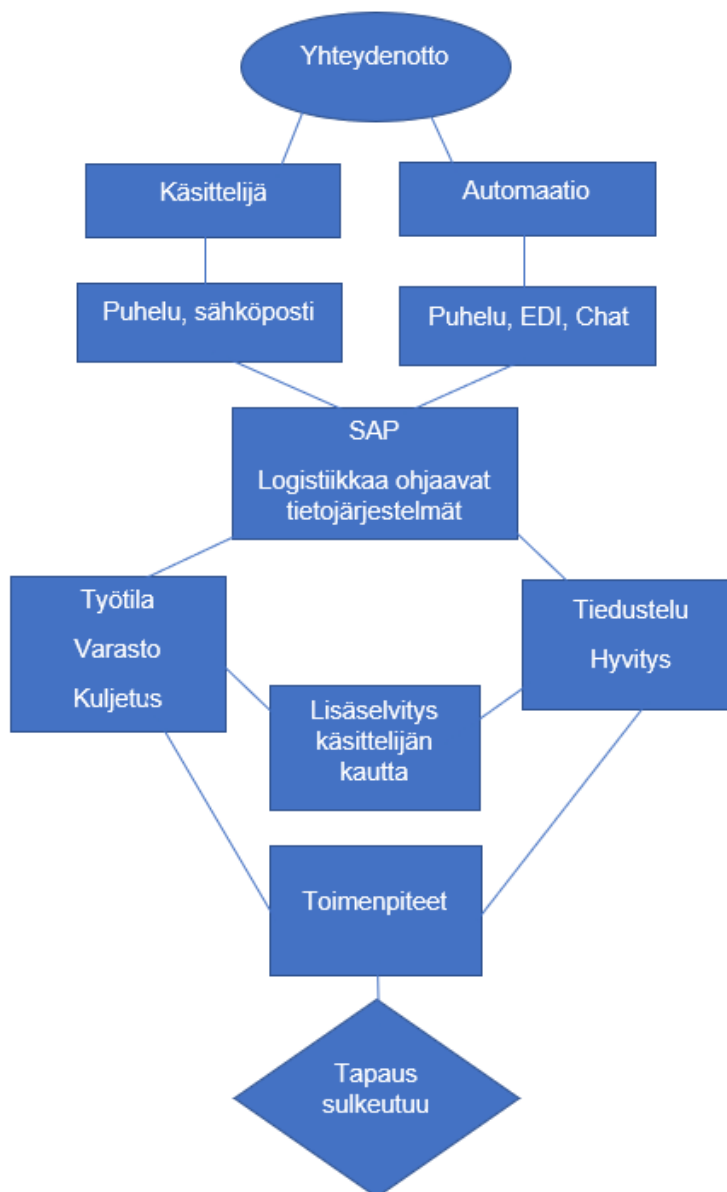 Yhteydenotto
Käsittelijä
Automaatio
Puhelu, sähköposti
Puhelu, EDI, Chat
SAP
Logistiikkaa ohjaavat
tietojärjestelmät
Työtila
Varasto
Kuljetus
Tiedustelu
Hyvitys
Lisäselvitys
käsittelijän
kautta
Toimenpiteet
Tapaus
sulkeutuu